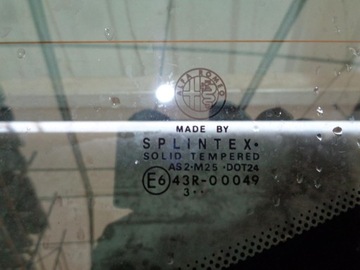 ALFA ROMEO
MADE BY
SPLINTEX·
SOLID TEMPERED
AS2·M25·DOT24
E6 43R-00049
3··